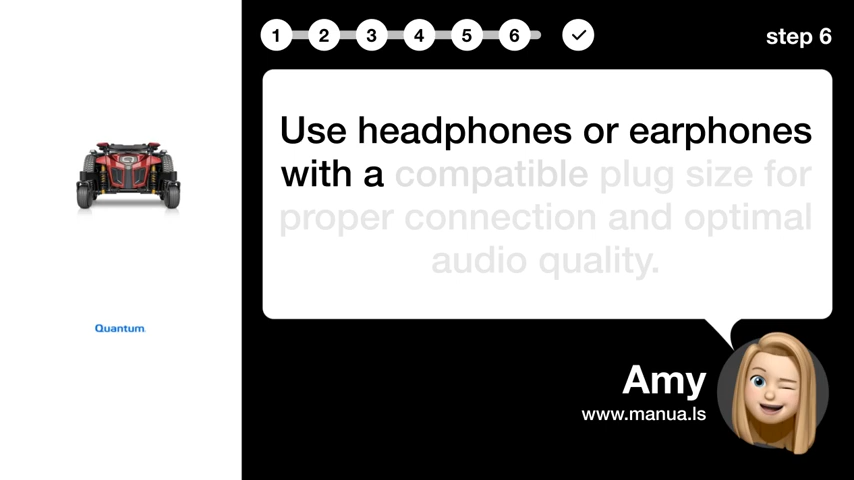 1 2 3 4 5 6
step 6
Use headphones or earphones
with a compatible plug size for
proper connection and optimal
audio quality.
Quantum
Amy
www.manua.ls